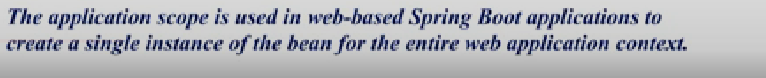 The application scope is used in web-based Spring Boot applications to
create a single instance of the bean for the entire web application context.